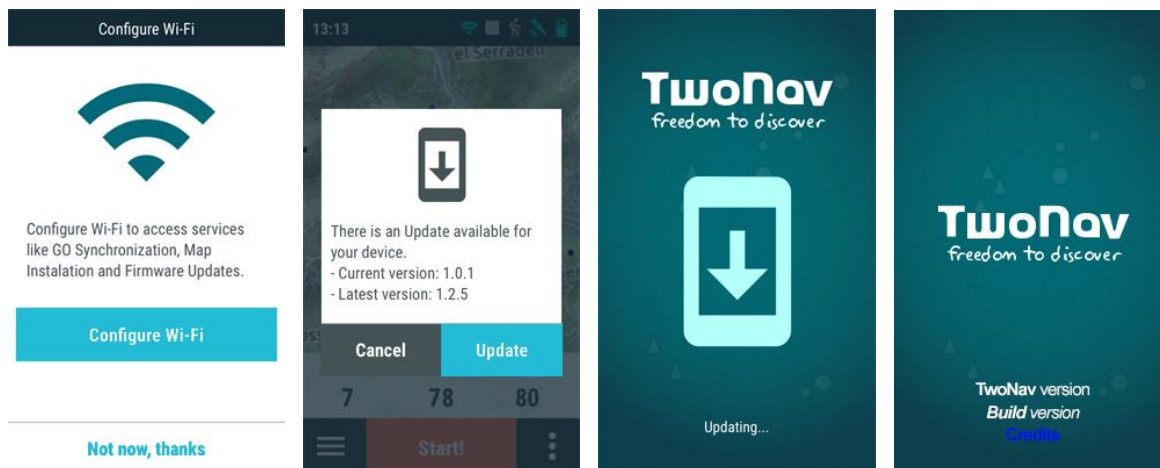 Configure Wi-Fi
Configure Wi-Fi to access services
like GO Synchronization, Map
Instalation and Firmware Updates.
Configure Wi-Fi
Not now, thanks
13:13
el Serradell
There is an Update available for
your device.
- Current version: 1.0.1
- Latest version: 1.2.5
Cancel
Update
7 78 80
Start!
TwoNav
freedom to discover
Updating...
TwoNav
freedom to discover
TwoNav version
Build version
Credits